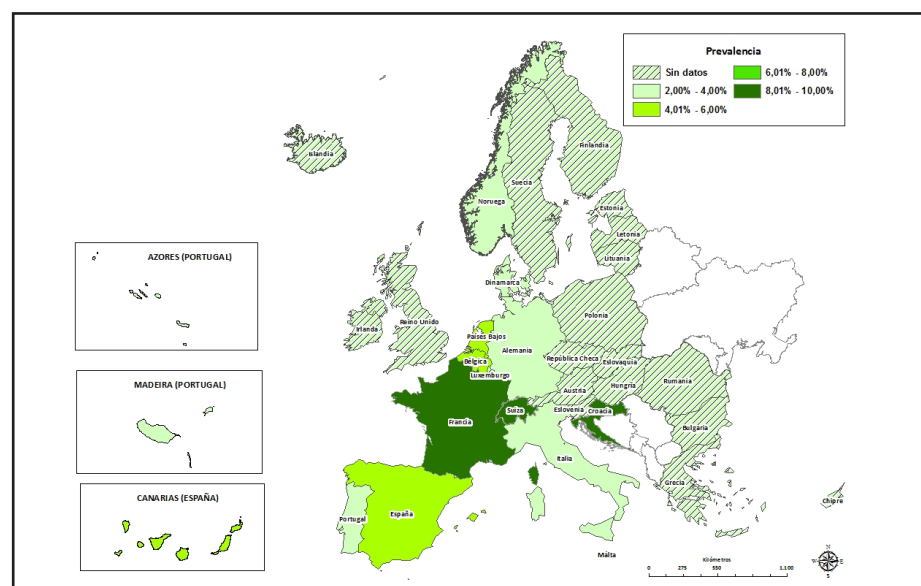 Prevalencia
Sin datos
2,00% - 4,00%
4,01% - 6,00%
6,01% - 8,00%
8,01% - 10,00%
Islandia
Finlandia
Suecia
Noruega
Estonia
Letonia
Lituania
AZORES (PORTUGAL)
Dinamarca
Irlanda
Reino Unido
Países Bajos
Polonia
Alemania
Bélgica
República Checa
Luxemburgo
Eslovaquia
MADEIRA (PORTUGAL)
Austria
Hungría
Rumania
Suiza
Eslovenia
Croacia
Francia
Bulgaria
Italia
Grecia
CANARIAS (ESPAÑA)
Portugal
España
Chipre
Malta
Kilómetros
0 275 550 1.100
N